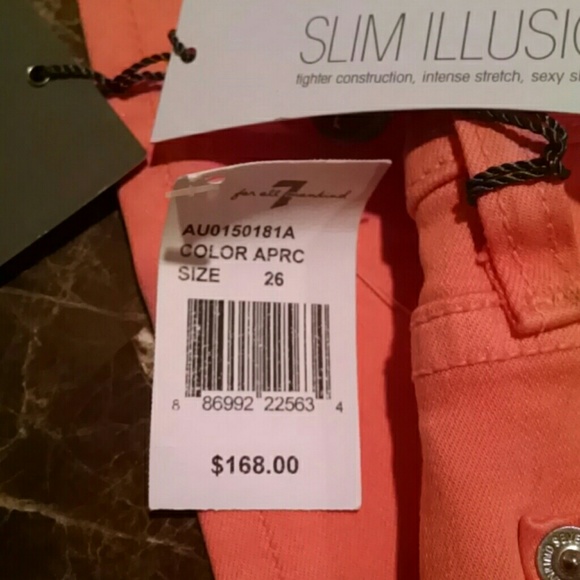 SLIM ILLUSI
tighter construction, intense stretch, sexy
7
for all mankind
AU0150181A
COLOR APRC
SIZE 26
8 86992 22563 4
$168.00